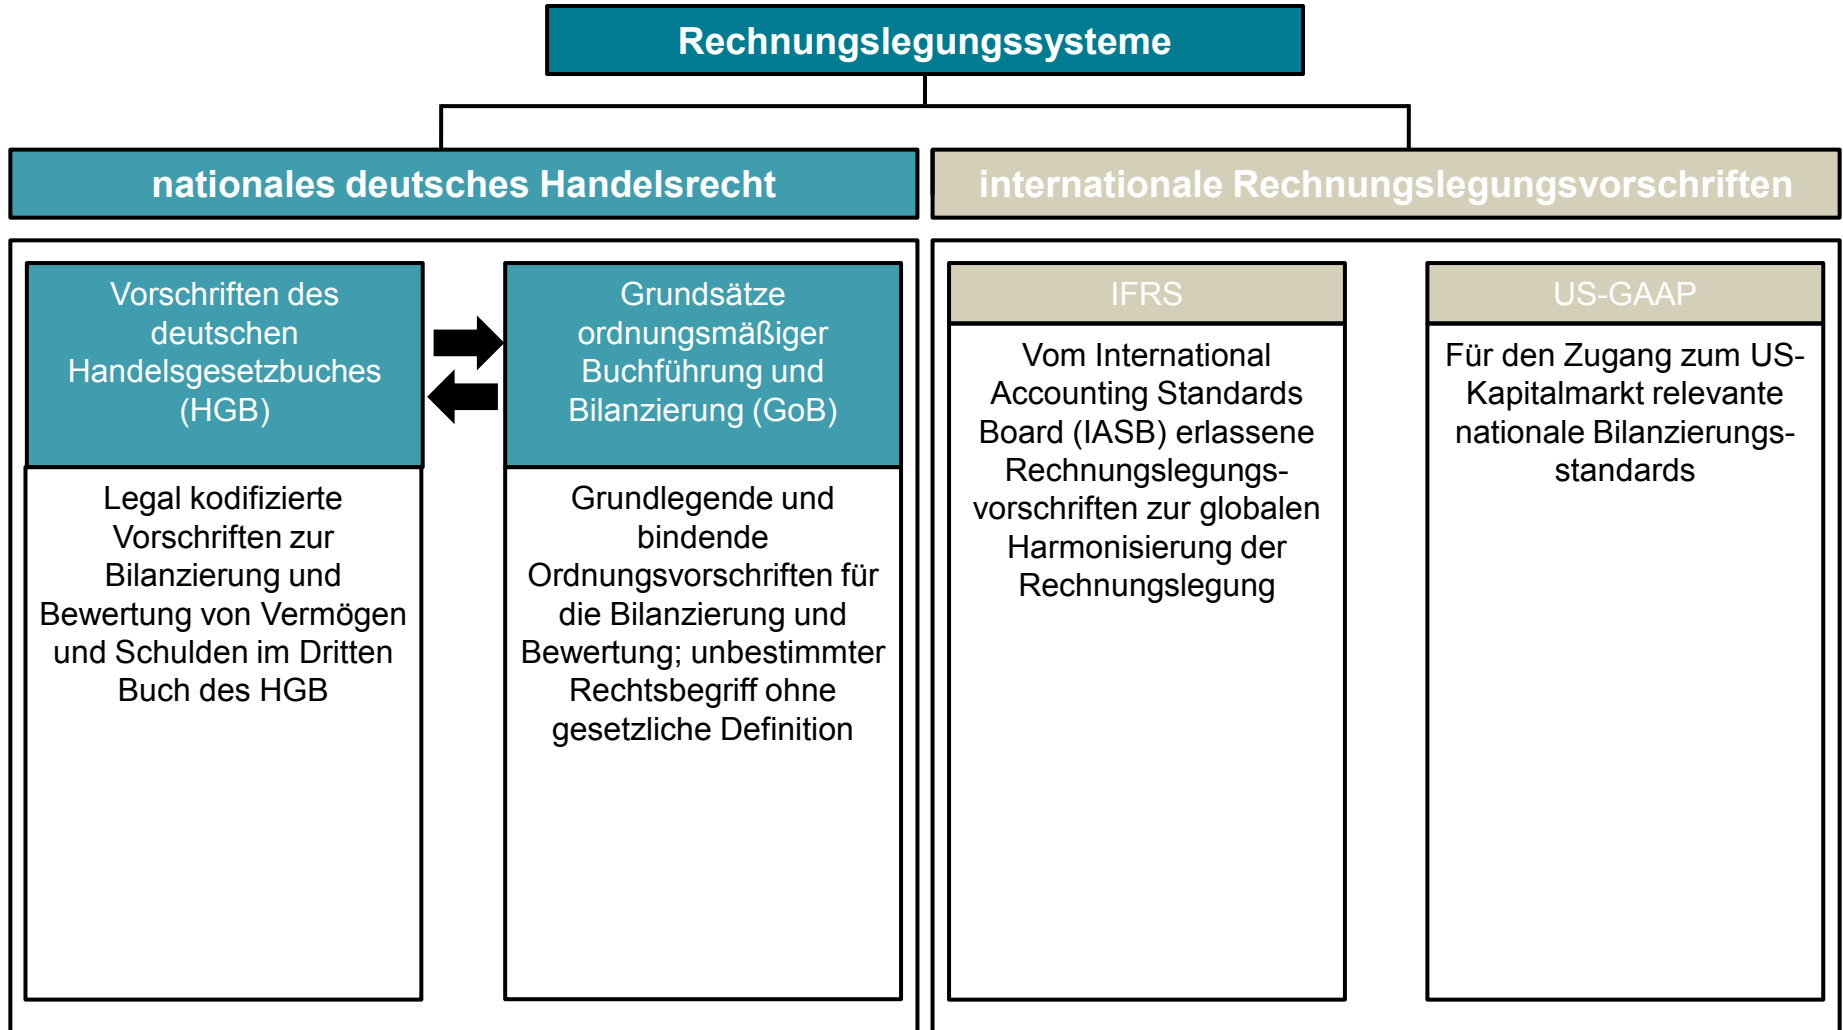 Rechnungslegungssysteme
nationales deutsches Handelsrecht
internationale Rechnungslegungsvorschriften
Vorschriften des
deutschen
Handelsgesetzbuches
(HGB)
Legal kodifizierte
Vorschriften zur
Bilanzierung und
Bewertung von Vermögen
und Schulden im Dritten
Buch des HGB
Grundsätze
ordnungsmäßiger
Buchführung und
Bilanzierung (GoB)
Grundlegende und
bindende
Ordnungsvorschriften für
die Bilanzierung und
Bewertung; unbestimmter
Rechtsbegriff ohne
gesetzliche Definition
IFRS
Vom International
Accounting Standards
Board (IASB) erlassene
Rechnungslegungs-
vorschriften zur globalen
Harmonisierung der
Rechnungslegung
US-GAAP
Für den Zugang zum US-
Kapitalmarkt relevante
nationale Bilanzierungs-
standards